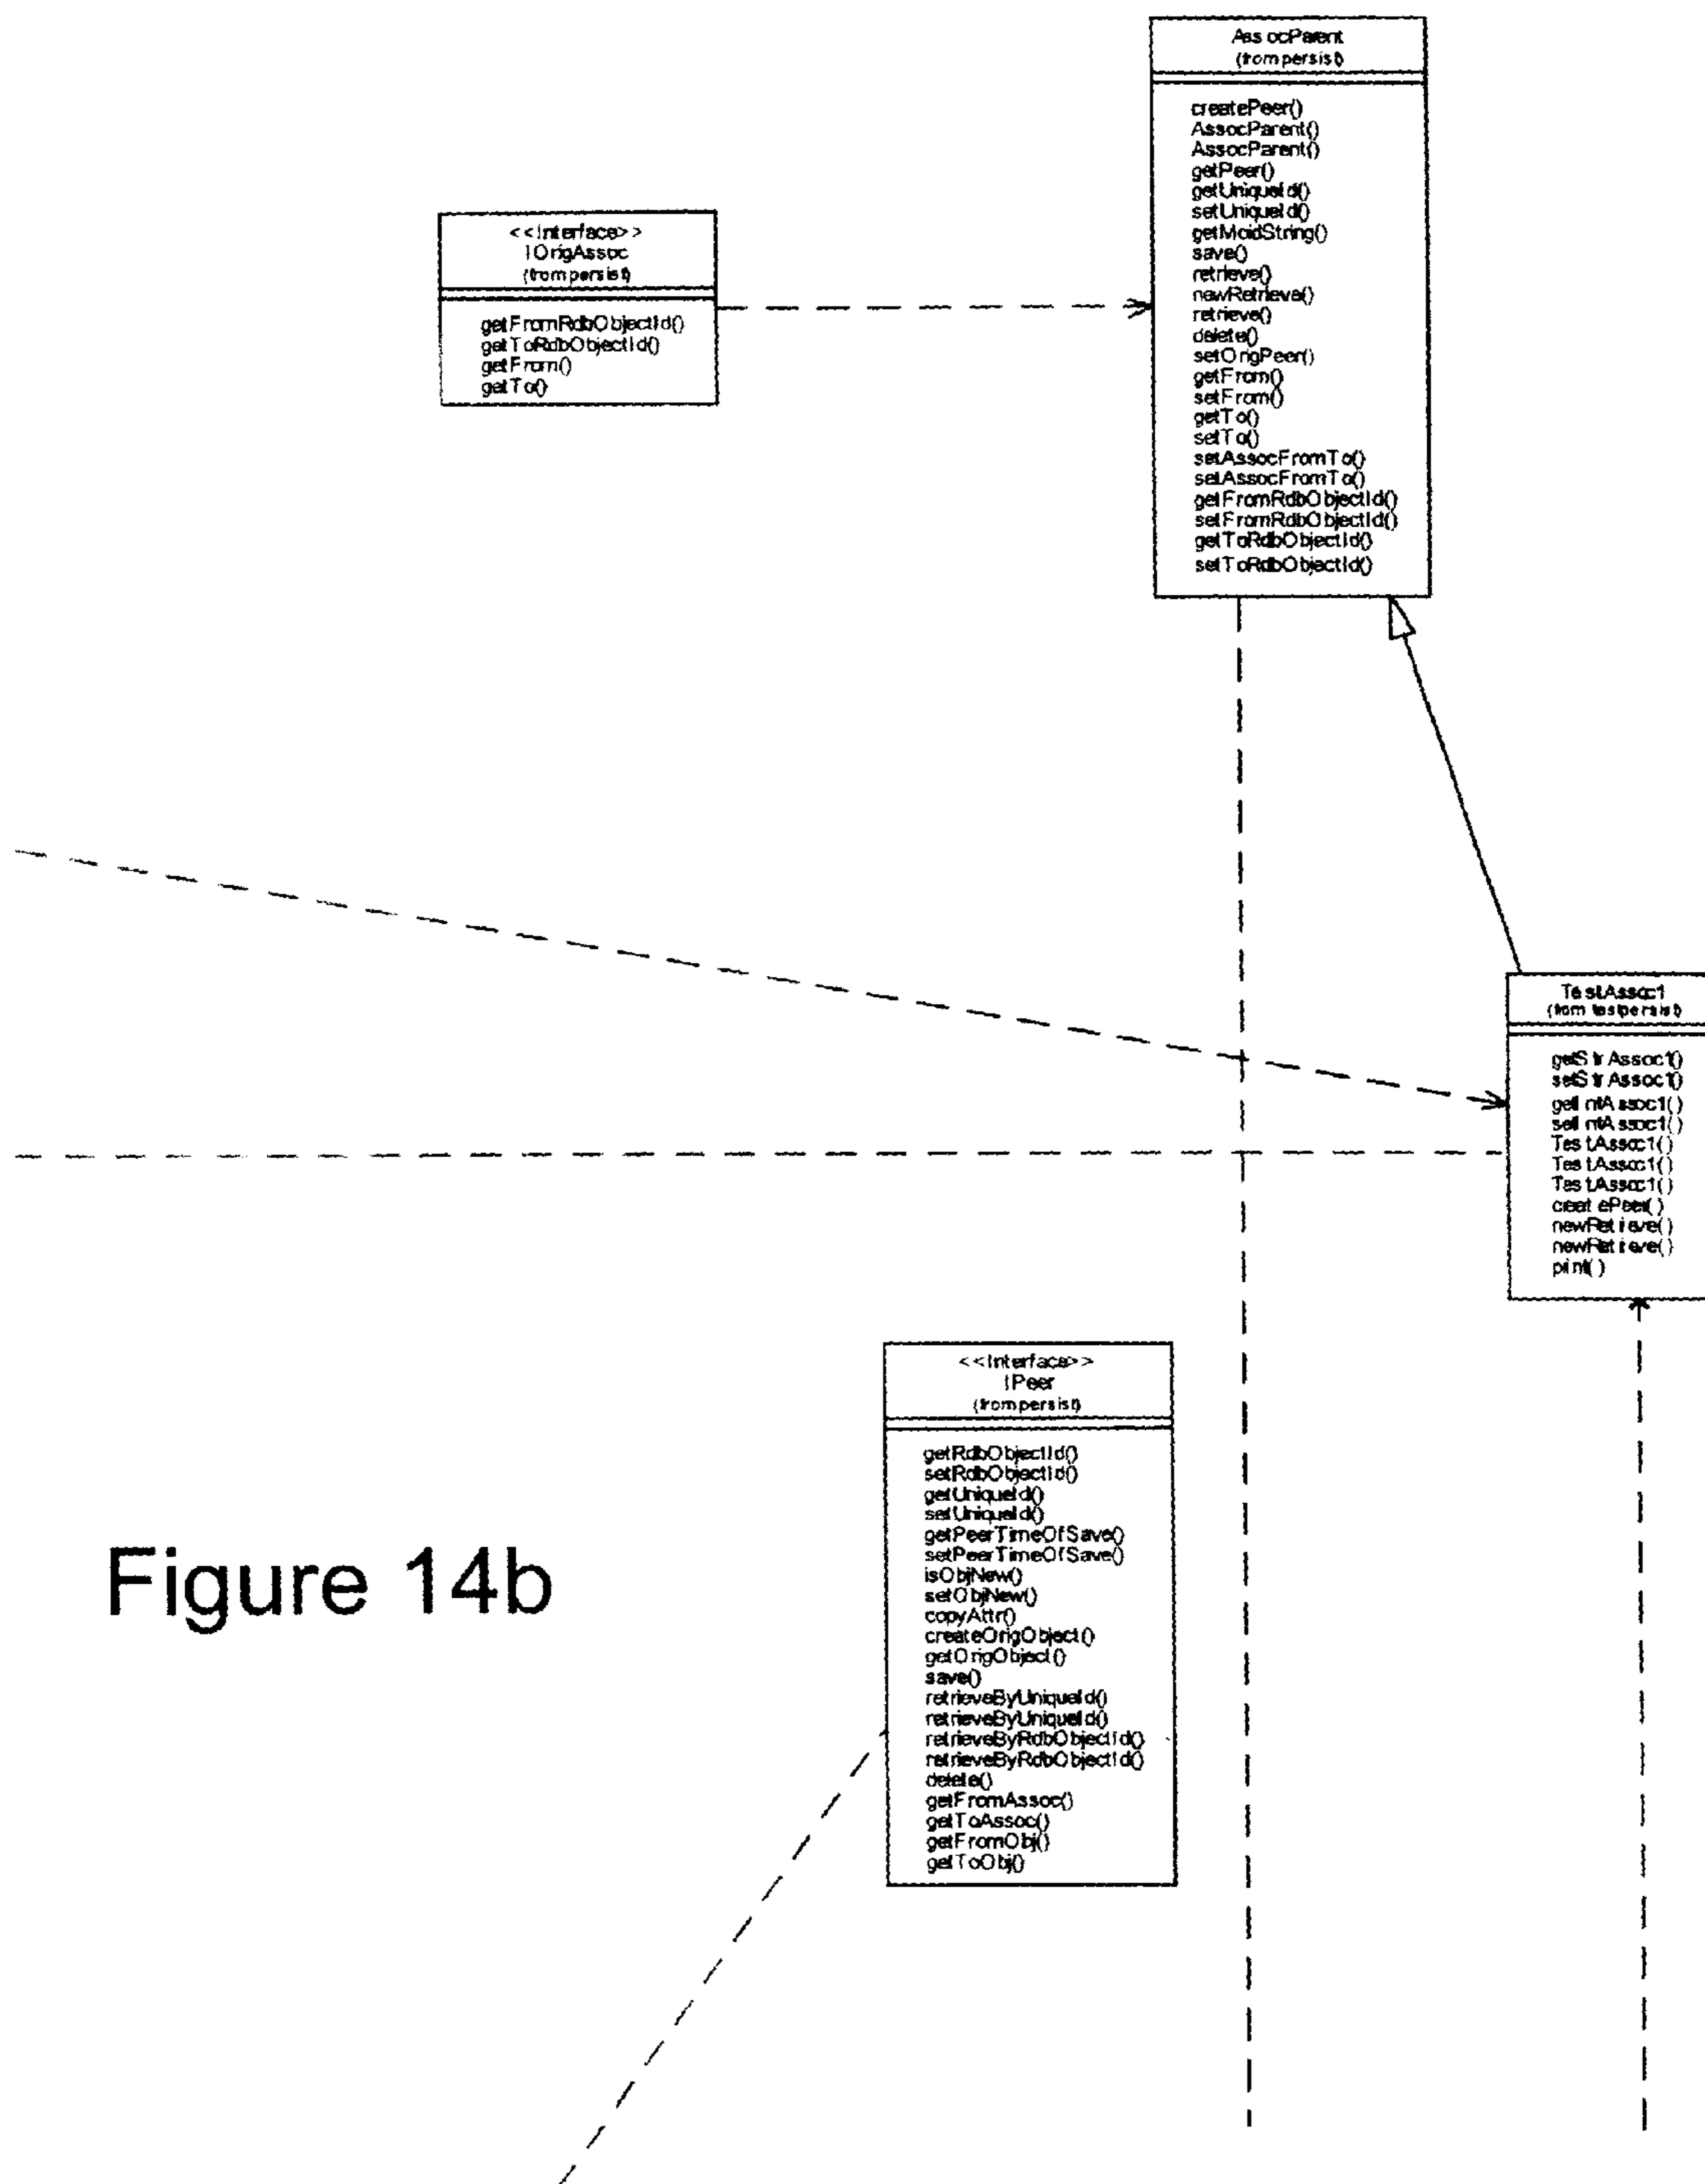 AssocParent
(from persist)
createPeer()
AssocParent()
AssocParent()
getPeer()
getUniqueId()
setUniqueId()
getMoidString()
save()
retrieve()
newRetrieve()
retrieve()
delete()
setOrigPeer()
getFrom()
setFrom()
getTo()
setTo()
setAssocFromTo()
setAssocFromTo()
getFromRdbObjectId()
setFromRdbObjectId()
getToRdbObjectId()
setToRdbObjectId()
<<Interface>>
IOrigAssoc
(from persist)
getFromRdbObjectId()
getToRdbObjectId()
getFrom()
getTo()
TestAssoc1
(from testpersist)
getStrAssoc1()
setStrAssoc1()
getIntAssoc1()
setIntAssoc1()
TestAssoc1()
TestAssoc1()
TestAssoc1()
createPeer()
newRetrieve()
newRetrieve()
print()
<<Interface>>
IPeer
(from persist)
getRdbObjectId()
setRdbObjectId()
getUniqueId()
setUniqueId()
getPeerTimeOfSave()
setPeerTimeOfSave()
isObjNew()
setObjNew()
copyAttr()
createOrigObject()
getOrigObject()
save()
retrieveByUniqueId()
retrieveByUniqueId()
retrieveByRdbObjectId()
retrieveByRdbObjectId()
delete()
getFromAssoc()
getToAssoc()
getFromObj()
getToObj()
Figure 14b